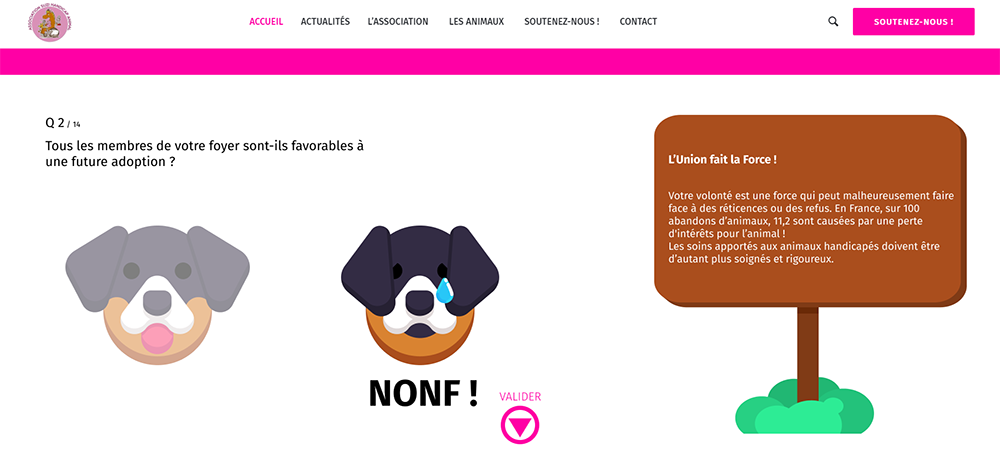 ACCUEIL ACTUALITÉS L'ASSOCIATION LES ANIMAUX SOUTENEZ-NOUS ! CONTACT SOUTENEZ-NOUS !
Q 2 / 14
Tous les membres de votre foyer sont-ils favorables à
une future adoption ?
L'Union fait la Force !
Votre volonté est une force qui peut malheureusement faire
face à des réticences ou des refus. En France, sur 100
abandons d'animaux, 11,2 sont causées par une perte
d'intérêts pour l'animal !
Les soins apportés aux animaux handicapés doivent être
d'autant plus soignés et rigoureux.
NONF !
VALIDER